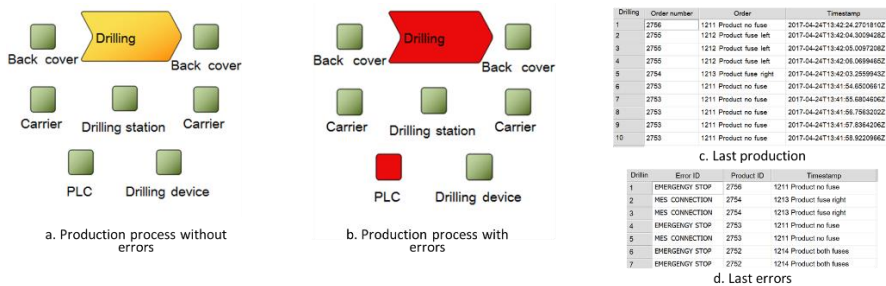 Drilling
Back cover
Back cover
Carrier
Drilling station
Carrier
PLC
Drilling device
a. Production process without
errors
Drilling
Back cover
Back cover
Carrier
Drilling station
Carrier
PLC
Drilling device
b. Production process with
errors
Drilling Order number Order Timestamp
1 2756 1211 Product no fuse 2017-04-24T13:42:24.2701810Z
2 2755 1212 Product fuse left 2017-04-24T13:42:04.3009428Z
3 2755 1212 Product fuse left 2017-04-24T13:42:05.0097208Z
4 2755 1212 Product fuse left 2017-04-24T13:42:06.0699465Z
5 2754 1213 Product fuse right 2017-04-24T13:42:03.2559943Z
6 2753 1211 Product no fuse 2017-04-24T13:41:54.6500661Z
7 2753 1211 Product no fuse 2017-04-24T13:41:55.6804606Z
8 2753 1211 Product no fuse 2017-04-24T13:41:56.7563202Z
9 2753 1211 Product no fuse 2017-04-24T13:41:57.8364206Z
10 2753 1211 Product no fuse 2017-04-24T13:41:58.9220966Z
c. Last production
Drillin Error ID Product ID Timestamp
1 EMERGENGY STOP 2756 1211 Product no fuse
2 MES CONNECTION 2754 1213 Product fuse right
3 MES CONNECTION 2754 1213 Product fuse right
4 EMERGENGY STOP 2753 1211 Product no fuse
5 MES CONNECTION 2753 1211 Product no fuse
6 EMERGENGY STOP 2752 1214 Product both fuses
7 EMERGENGY STOP 2752 1214 Product both fuses
d. Last errors